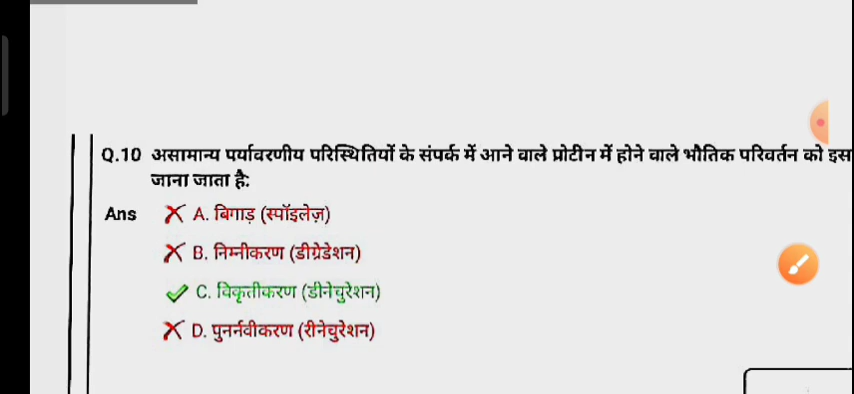 Q.10 असामान्य पर्यावरणीय परिस्थितियों के संपर्क में आने वाले प्रोटीन में होने वाले भौतिक परिवर्तन को इस
जाना जाता है:
Ans A. बिगाड़ (स्पॉइलेज़)
B. निम्नीकरण (डीग्रेडेशन)
C. विकृतीकरण (डीनेचुरेशन)
D. पुनर्नवीकरण (रीनेचुरेशन)